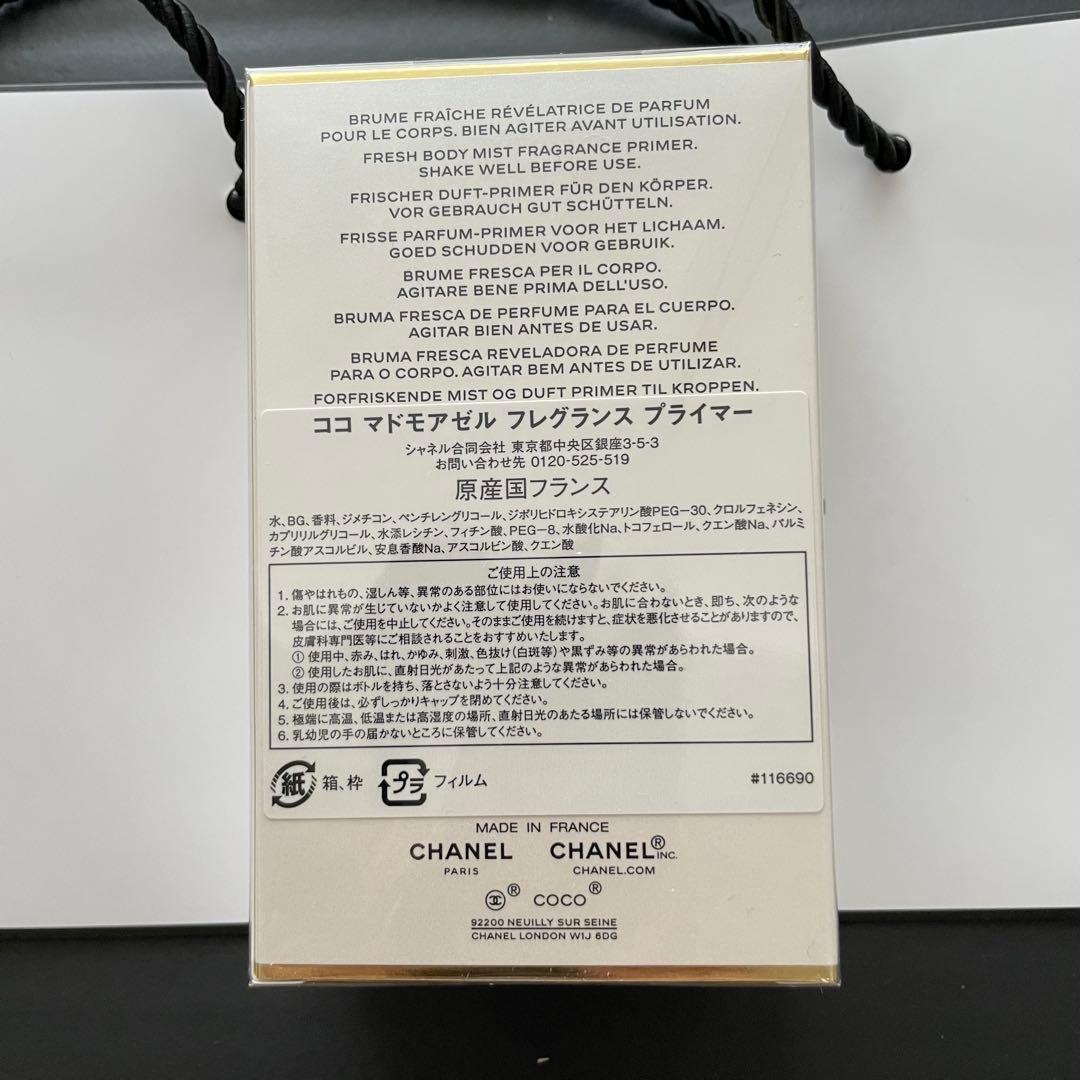 BRUME FRAÎCHE RÉVÉLATRICE DE PARFUM
POUR LE CORPS. BIEN AGITER AVANT UTILISATION.
FRESH BODY MIST FRAGRANCE PRIMER.
SHAKE WELL BEFORE USE.
FRISCHER DUFT-PRIMER FÜR DEN KÖRPER.
VOR GEBRAUCH GUT SCHÜTTELN.
FRISSE PARFUM-PRIMER VOOR HET LICHAAM.
GOED SCHUDDEN VOOR GEBRUIK.
BRUME FRESCA PER IL CORPO.
AGITARE BENE PRIMA DELL'USO.
BRUMA FRESCA DE PERFUME PARA EL CUERPO.
AGITAR BIEN ANTES DE USAR.
BRUMA FRESCA REVELADORA DE PERFUME
PARA O CORPO. AGITAR BEM ANTES DE UTILIZAR.
FORFRISKENDE MIST OG DUFT PRIMER TIL KROPPEN.
ココ マドモアゼル フレグランス プライマー
シャネル合同会社 東京都中央区銀座3-5-3
お問い合わせ先 0120-525-519
原産国フランス
水、BG、香料、ジメチコン、ペンチレングリコール、ジポリヒドロキシステアリン酸PEG-30、クロルフェネシン、
カプリリルグリコール、水添レシチン、フィチン酸、PEG-8、水酸化Na、トコフェロール、クエン酸Na、パルミ
チン酸アスコルビル、安息香酸Na、アスコルビン酸、クエン酸
ご使用上の注意
1. 傷やはれもの、湿しん等、異常のある部位にはお使いにならないでください。
2. お肌に異常が生じていないかよく注意して使用してください。お肌に合わないとき、即ち、次のような
場合には、ご使用を中止してください。そのままご使用を続けますと、症状を悪化させることがありますので、
皮膚科専門医等にご相談されることをおすすめいたします。
① 使用中、赤み、はれ、かゆみ、刺激、色抜け(白斑等)や黒ずみ等の異常があらわれた場合。
② 使用したお肌に、直射日光があたって上記のような異常があらわれた場合。
3. 使用の際はボトルを持ち、落とさないよう十分注意してください。
4. ご使用後は、必ずしっかりキャップを閉めてください。
5. 極端に高温、低温または高湿度の場所、直射日光のあたる場所には保管しないでください。
6. 乳幼児の手の届かないところに保管してください。
紙 箱、枠 プラ フィルム #116690
MADE IN FRANCE
CHANEL CHANEL® INC.
PARIS CHANEL.COM
® COCO®
92200 NEUILLY SUR SEINE
CHANEL LONDON W1J 6DG